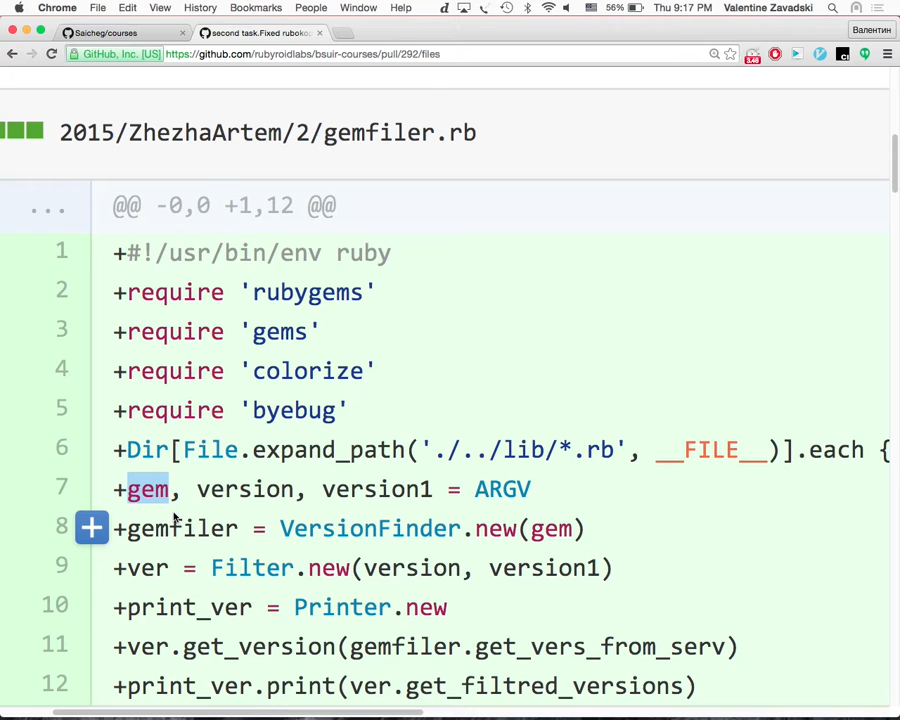 Chrome File Edit View History Bookmarks People Window Help 56% Thu 9:17 PM Valentine Zavadski
Saicheg/courses second task.Fixed ruboko Валентин
GitHub, Inc. [US] https://github.com/rubyroidlabs/bsuir-courses/pull/292/files
2015/ZhezhaArtem/2/gemfiler.rb
... @@ -0,0 +1,12 @@
1 +#!/usr/bin/env ruby
2 +require 'rubygems'
3 +require 'gems'
4 +require 'colorize'
5 +require 'byebug'
6 +Dir[File.expand_path('./../lib/*.rb', __FILE__)].each {
7 +gem, version, version1 = ARGV
8 +gemfiler = VersionFinder.new(gem)
9 +ver = Filter.new(version, version1)
10 +print_ver = Printer.new
11 +ver.get_version(gemfiler.get_vers_from_serv)
12 +print_ver.print(ver.get_filtred_versions)